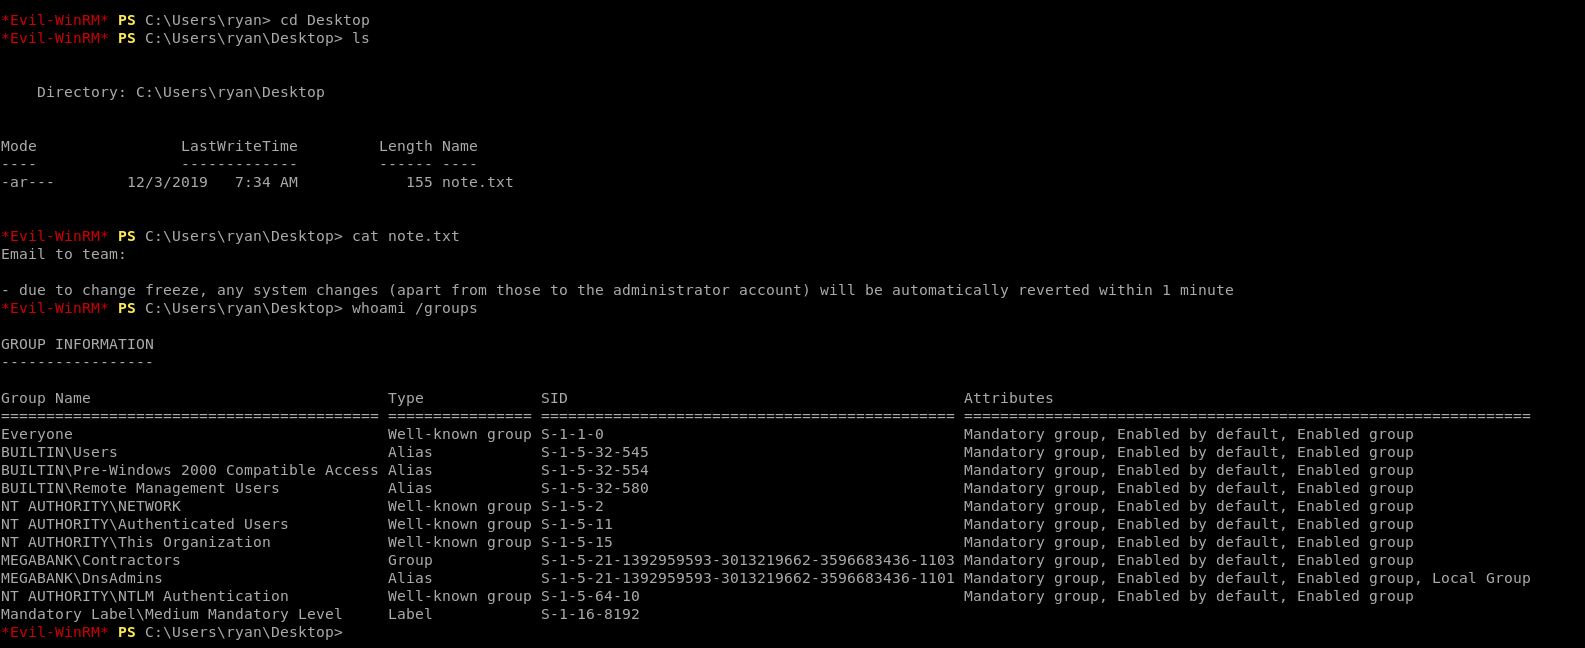 *Evil-WinRM* PS C:\Users\ryan> cd Desktop
*Evil-WinRM* PS C:\Users\ryan\Desktop> ls
    Directory: C:\Users\ryan\Desktop
Mode                LastWriteTime         Length Name
----                -------------         ------ ----
-ar---        12/3/2019   7:34 AM            155 note.txt
*Evil-WinRM* PS C:\Users\ryan\Desktop> cat note.txt
Email to team:
- due to change freeze, any system changes (apart from those to the administrator account) will be automatically reverted within 1 minute
*Evil-WinRM* PS C:\Users\ryan\Desktop> whoami /groups
GROUP INFORMATION
-----------------
Group Name                                 Type             SID                                            Attributes
========================================== ================ ============================================== ===============================================================
Everyone                                   Well-known group S-1-1-0                                        Mandatory group, Enabled by default, Enabled group
BUILTIN\Users                              Alias            S-1-5-32-545                                   Mandatory group, Enabled by default, Enabled group
BUILTIN\Pre-Windows 2000 Compatible Access Alias            S-1-5-32-554                                   Mandatory group, Enabled by default, Enabled group
BUILTIN\Remote Management Users            Alias            S-1-5-32-580                                   Mandatory group, Enabled by default, Enabled group
NT AUTHORITY\NETWORK                       Well-known group S-1-5-2                                        Mandatory group, Enabled by default, Enabled group
NT AUTHORITY\Authenticated Users           Well-known group S-1-5-11                                       Mandatory group, Enabled by default, Enabled group
NT AUTHORITY\This Organization             Well-known group S-1-5-15                                       Mandatory group, Enabled by default, Enabled group
MEGABANK\Contractors                       Group            S-1-5-21-1392959593-3013219662-3596683436-1103 Mandatory group, Enabled by default, Enabled group
MEGABANK\DnsAdmins                         Alias            S-1-5-21-1392959593-3013219662-3596683436-1101 Mandatory group, Enabled by default, Enabled group, Local Group
NT AUTHORITY\NTLM Authentication           Well-known group S-1-5-64-10                                    Mandatory group, Enabled by default, Enabled group
Mandatory Label\Medium Mandatory Level     Label            S-1-16-8192
*Evil-WinRM* PS C:\Users\ryan\Desktop>